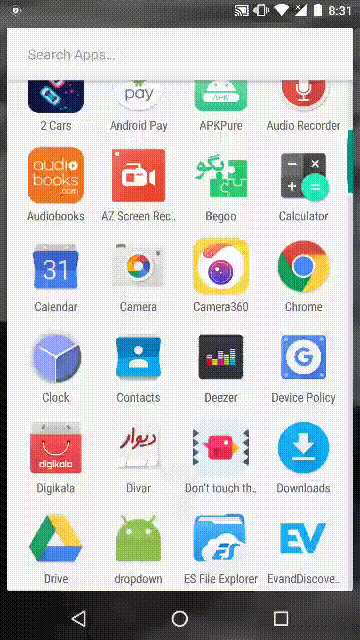 8:31
Search Apps...
pay
APK
2 Cars
Android Pay
APKPure
Audio Recorder
audio
books
.com
بگو
Audiobooks
AZ Screen Rec..
Begoo
Calculator
31
Calendar
Camera
Camera360
Chrome
G
Clock
Contacts
Deezer
Device Policy
digikala
دیوار
Digikala
Divar
Don't touch th..
Downloads
ES
EV
Drive
dropdown
ES File Explorer
EvandDiscove..